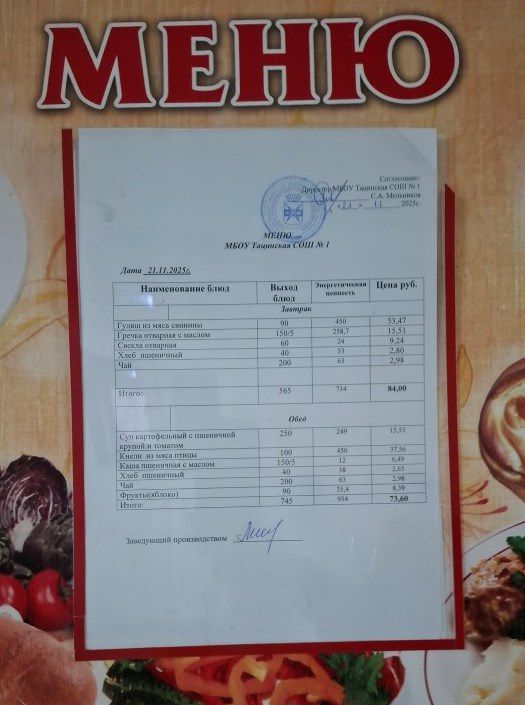 МЕНЮ
Согласовано:
Директор МБОУ Тацинская СОШ № 1
С.А. Мельников
«21» 11 2025г.
МЕНЮ
МБОУ Тацинская СОШ № 1
Дата 21.11.2025г.
Наименование блюд Выход блюд Энергетическая ценность Цена руб.
Завтрак
Гуляш из мяса свинины 90 450 53,47
Гречка отварная с маслом 150/5 258,7 15,51
Свекла отварная 60 24 9,24
Хлеб пшеничный 40 53 2,80
Чай 200 63 2,98
Итого: 565 714 84,00
Обед
Суп картофельный с пшеничной крупой и томатом 250 249 15,53
Кнели из мяса птицы 100 450 37,56
Каша пшеничная с маслом 150/5 12 6,49
Хлеб пшеничный 40 58 2,65
Чай 200 63 2,98
Фрукты(яблоко) 90 35,4 8,39
Итого: 745 914 73,60
Заведующий производством